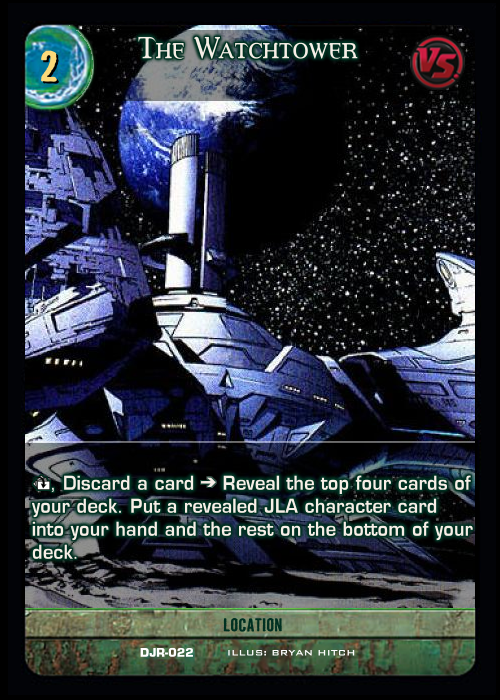 The Watchtower
2
VS
, Discard a card → Reveal the top four cards of
your deck. Put a revealed JLA character card
into your hand and the rest on the bottom of your
deck.
LOCATION
DJR-022 ILLUS: BRYAN HITCH